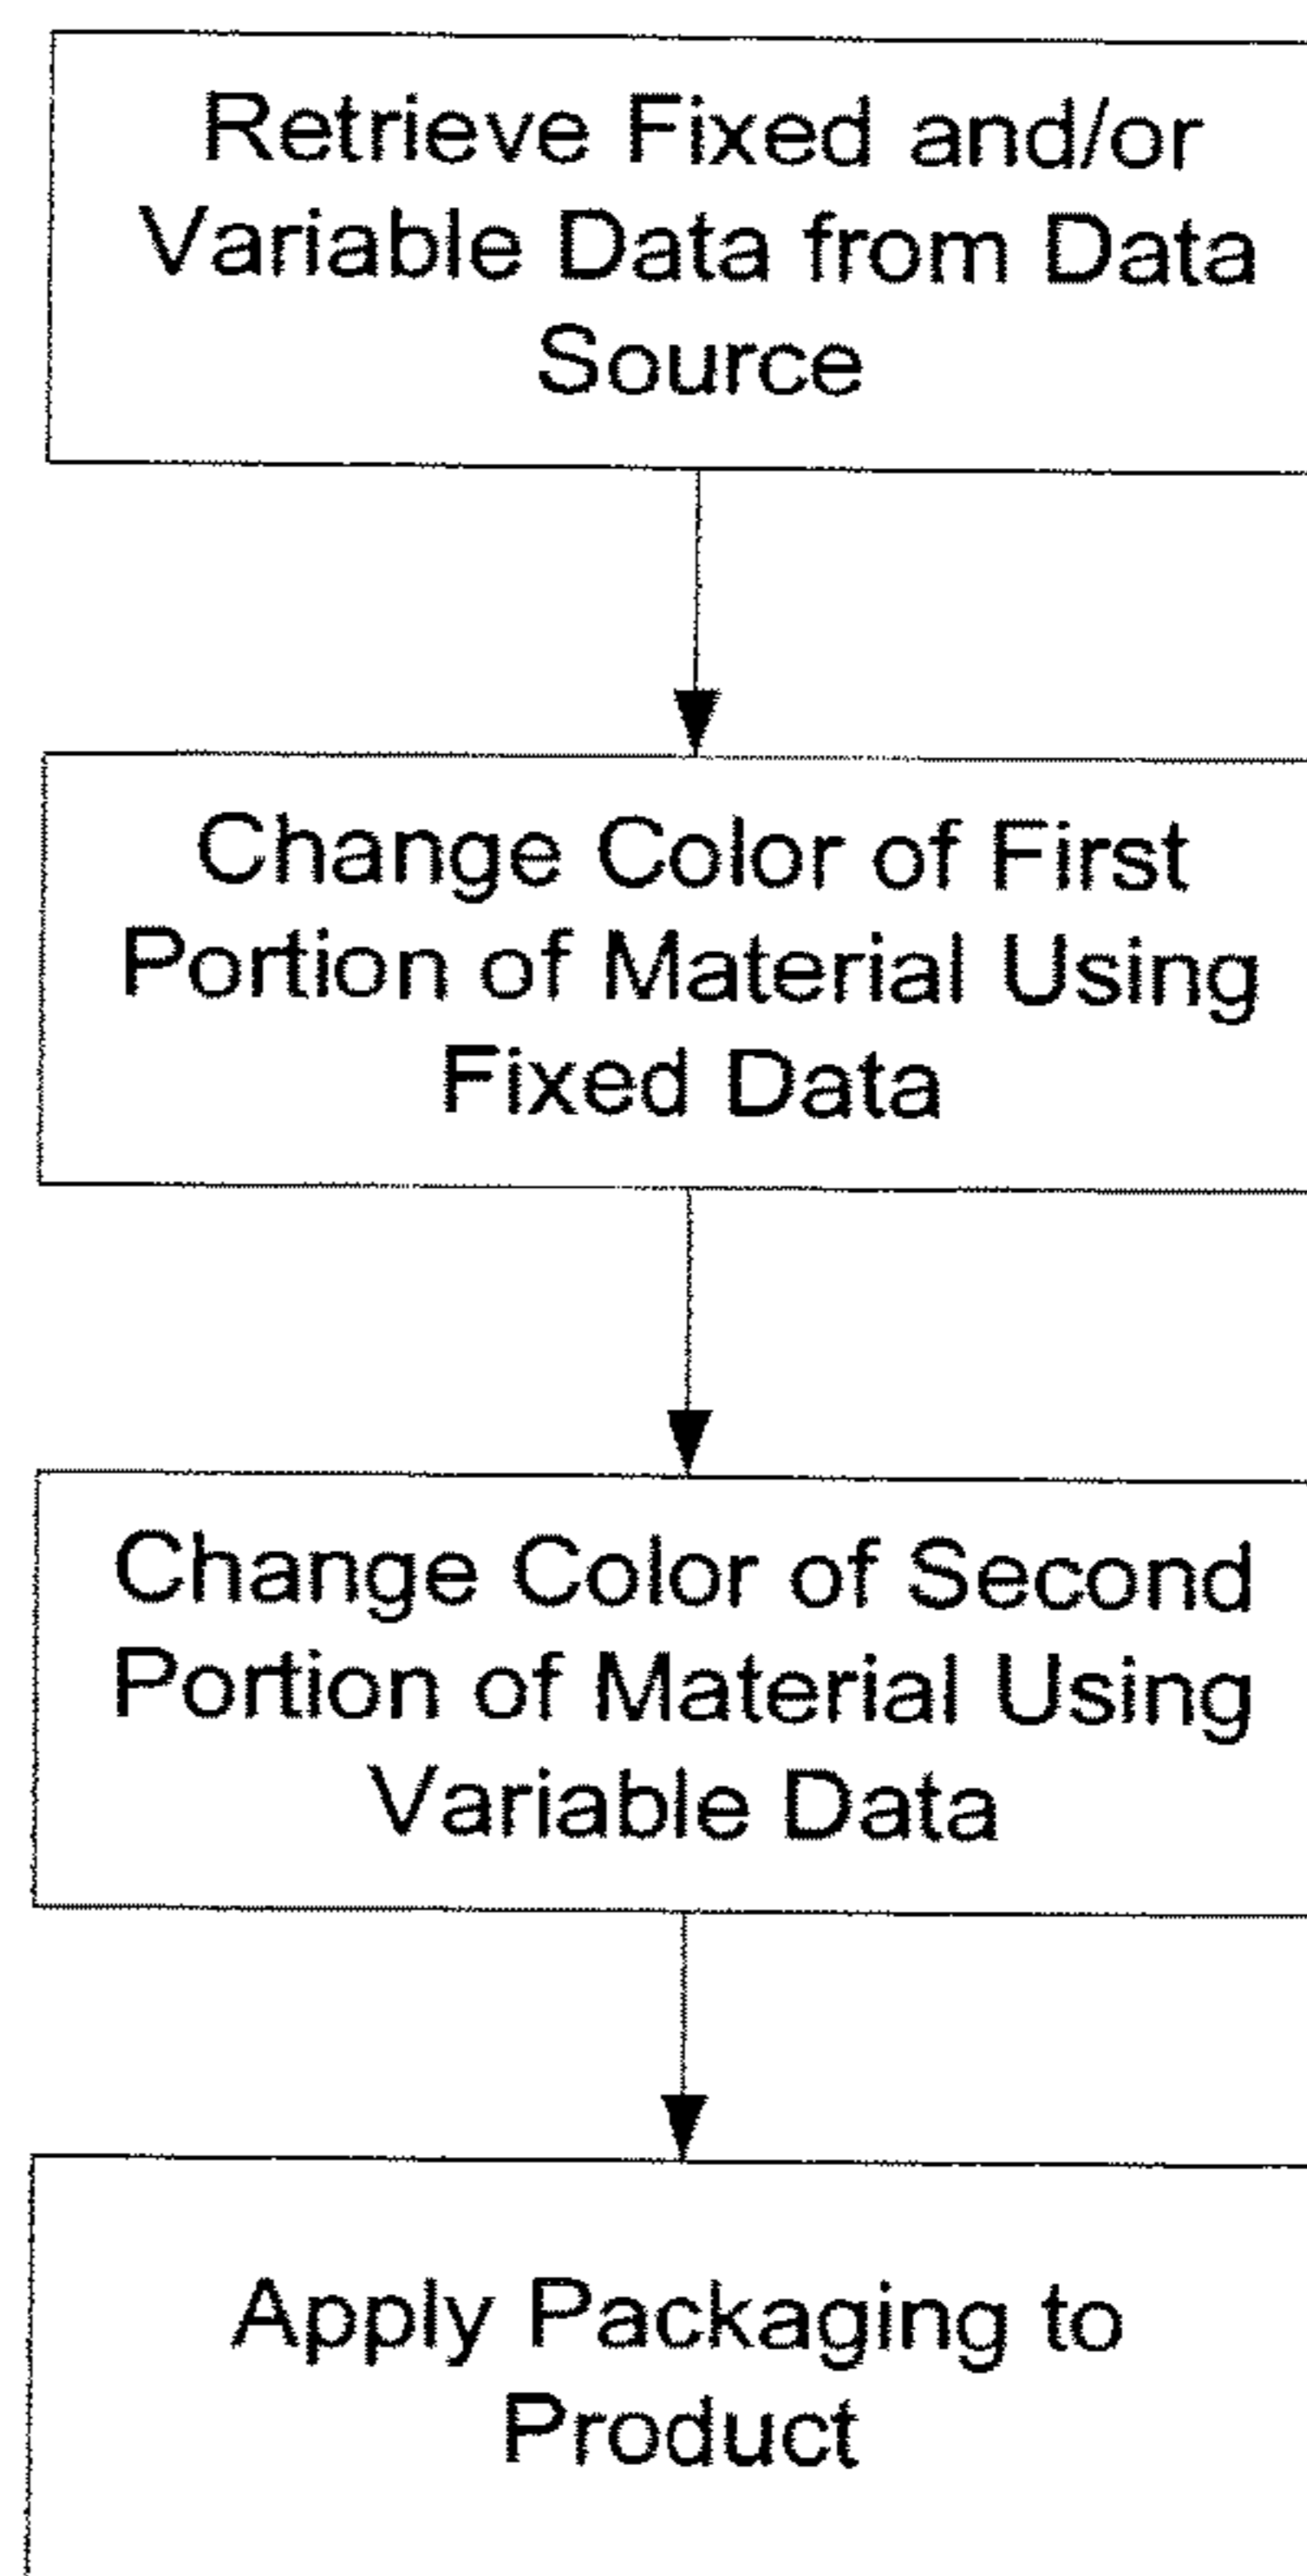 Retrieve Fixed and/or
Variable Data from Data
Source
Change Color of First
Portion of Material Using
Fixed Data
Change Color of Second
Portion of Material Using
Variable Data
Apply Packaging to
Product